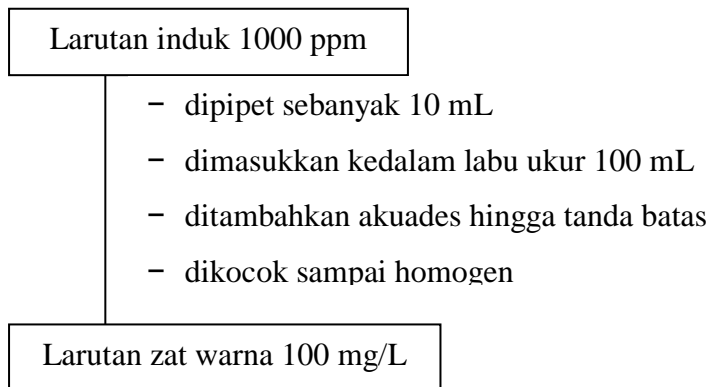 Larutan induk 1000 ppm
− dipipet sebanyak 10 mL
− dimasukkan kedalam labu ukur 100 mL
− ditambahkan akuades hingga tanda batas
− dikocok sampai homogen
Larutan zat warna 100 mg/L